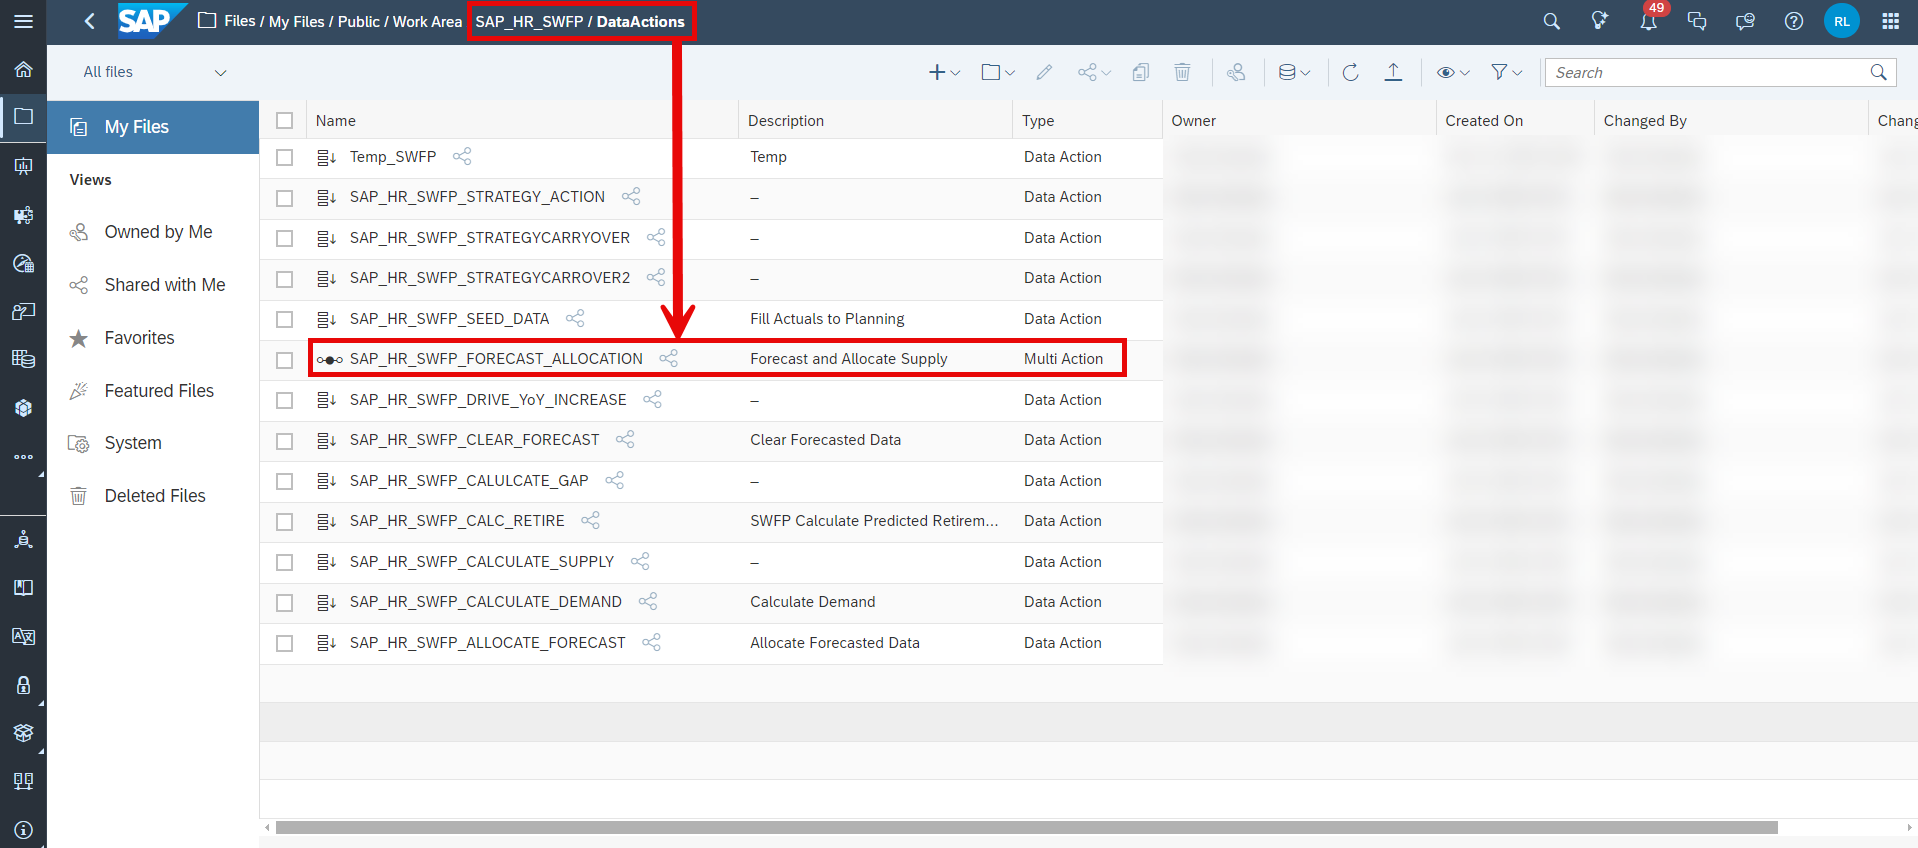 SAP Files / My Files / Public / Work Area SAP_HR_SWFP / DataActions 49 RL
All files Search
My Files
Views
Owned by Me
Shared with Me
Favorites
Featured Files
System
Deleted Files
Name Description Type Owner Created On Changed By Chang
Temp_SWFP Temp Data Action
SAP_HR_SWFP_STRATEGY_ACTION – Data Action
SAP_HR_SWFP_STRATEGYCARRYOVER – Data Action
SAP_HR_SWFP_STRATEGYCARROVER2 – Data Action
SAP_HR_SWFP_SEED_DATA Fill Actuals to Planning Data Action
SAP_HR_SWFP_FORECAST_ALLOCATION Forecast and Allocate Supply Multi Action
SAP_HR_SWFP_DRIVE_YoY_INCREASE – Data Action
SAP_HR_SWFP_CLEAR_FORECAST Clear Forecasted Data Data Action
SAP_HR_SWFP_CALULCATE_GAP – Data Action
SAP_HR_SWFP_CALC_RETIRE SWFP Calculate Predicted Retirem... Data Action
SAP_HR_SWFP_CALCULATE_SUPPLY – Data Action
SAP_HR_SWFP_CALCULATE_DEMAND Calculate Demand Data Action
SAP_HR_SWFP_ALLOCATE_FORECAST Allocate Forecasted Data Data Action